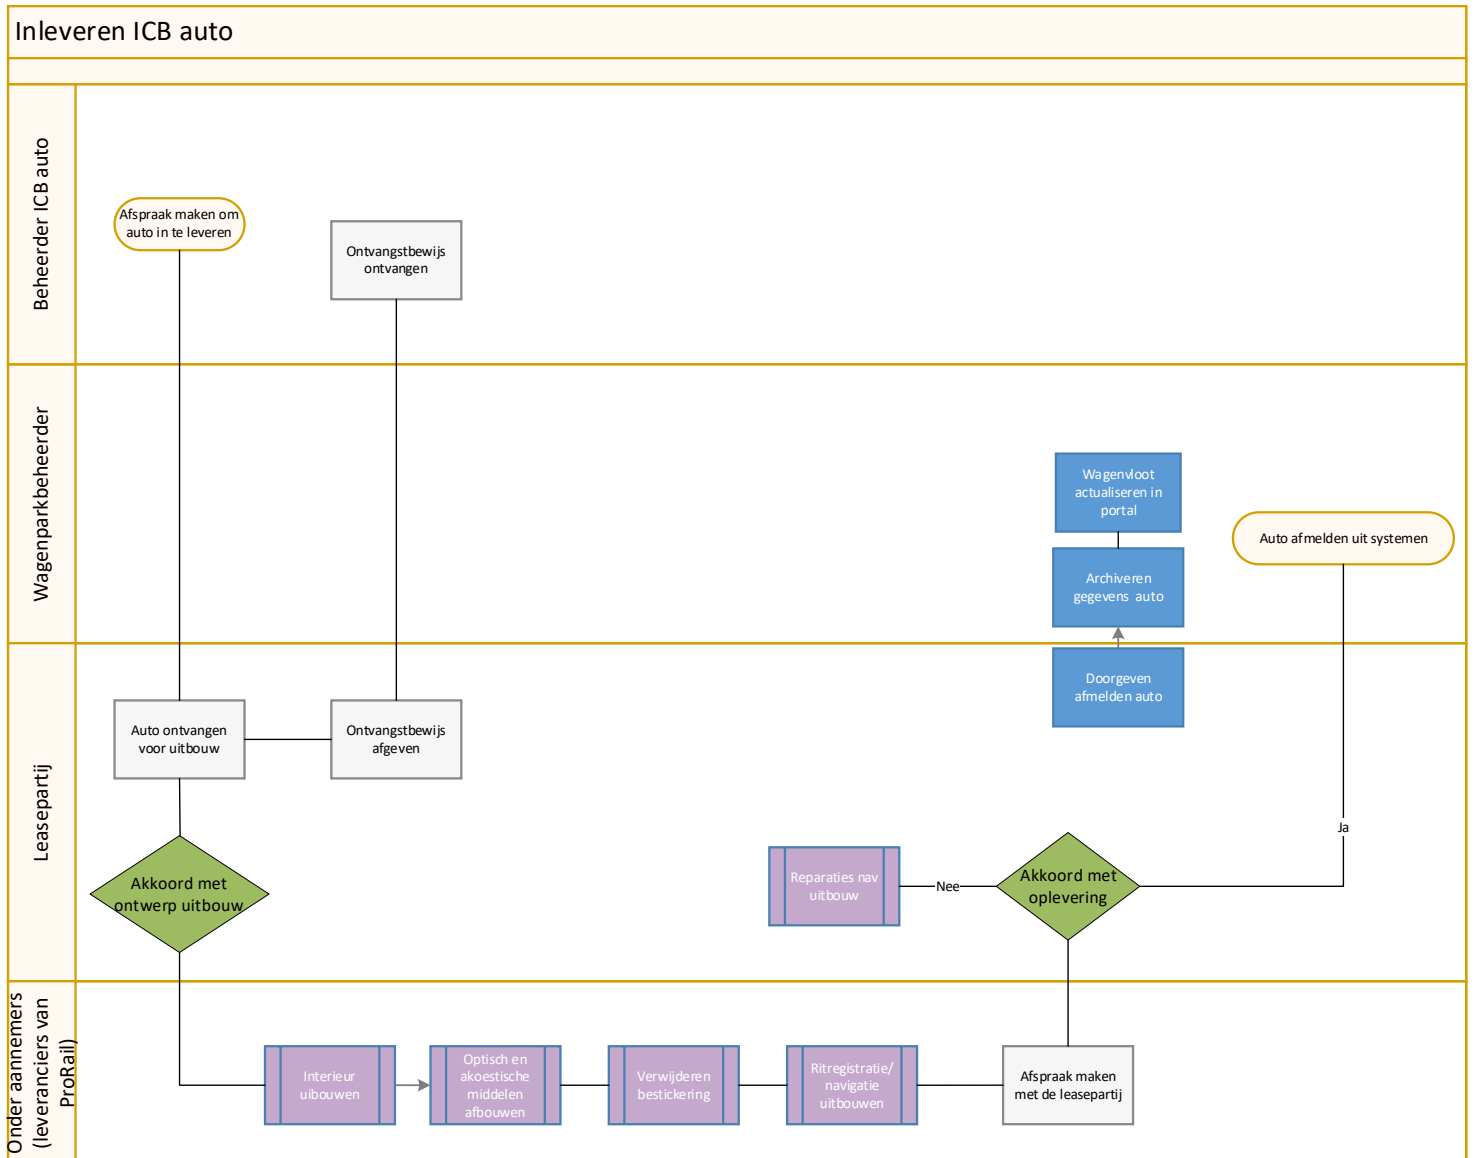 Inleveren ICB auto
Beheerder ICB auto
Afspraak maken om
auto in te leveren
Ontvangstbewijs
ontvangen
Wagenparkbeheerder
Wagenvloot
actualiseren in
portal
Archiveren
gegevens auto
Auto afmelden uit systemen
Leasepartij
Doorgeven
afmelden auto
Auto ontvangen
voor uitbouw
Ontvangstbewijs
afgeven
Akkoord met
ontwerp uitbouw
Reparaties nav
uitbouw
Nee
Akkoord met
oplevering
Ja
Onder aannemers
(leveranciers van
ProRail)
Interieur
uibouwen
Optisch en
akoestische
middelen
afbouwen
Verwijderen
bestickering
Ritregistratie/
navigatie
uitbouwen
Afspraak maken
met de leasepartij